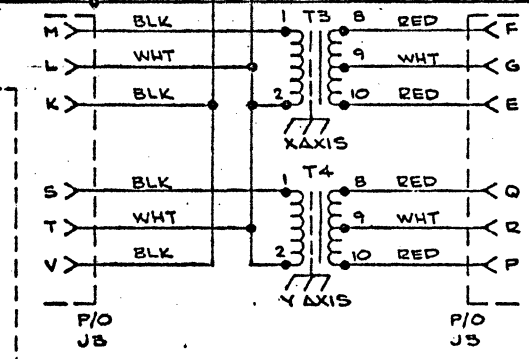 M BLK 1 T3 8 RED F
L WHT 9 WHT G
K BLK 2 10 RED E
X AXIS
T4
S BLK 1 8 RED Q
T WHT 9 WHT R
V BLK 2 10 RED P
Y AXIS
P/O P/O
J3 J3